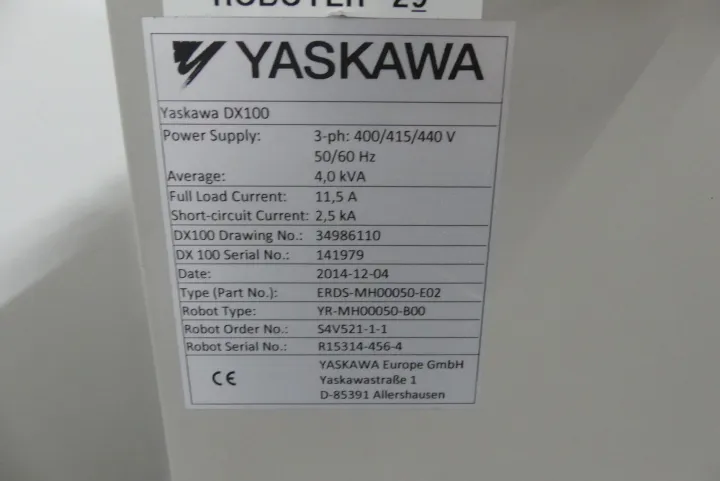 ROBOTER 29
YASKAWA
Yaskawa DX100
Power Supply: 3-ph: 400/415/440 V
50/60 Hz
Average: 4,0 kVA
Full Load Current: 11,5 A
Short-circuit Current: 2,5 kA
DX100 Drawing No.: 34986110
DX 100 Serial No.: 141979
Date: 2014-12-04
Type (Part No.): ERDS-MH00050-E02
Robot Type: YR-MH00050-B00
Robot Order No.: S4V521-1-1
Robot Serial No.: R15314-456-4
CE
YASKAWA Europe GmbH
Yaskawastraße 1
D-85391 Allershausen